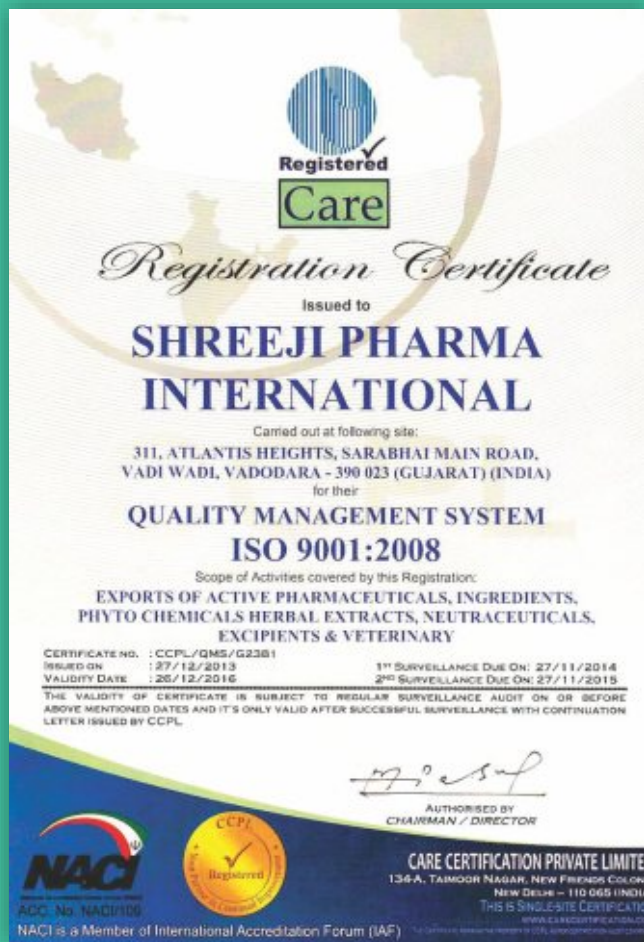 Registered
Care
Registration Certificate
Issued to
SHREEJI PHARMA
INTERNATIONAL
Carried out at following site:
311, ATLANTIS HEIGHTS, SARABHAI MAIN ROAD,
VADI WADI, VADODARA - 390 023 (GUJARAT) (INDIA)
for their
QUALITY MANAGEMENT SYSTEM
ISO 9001:2008
Scope of Activities covered by this Registration:
EXPORTS OF ACTIVE PHARMACEUTICALS, INGREDIENTS,
PHYTO CHEMICALS HERBAL EXTRACTS, NEUTRACEUTICALS,
EXCIPIENTS & VETERINARY
CERTIFICATE NO. : CCPL/QMS/G2381
ISSUED ON : 27/12/2013 1ST SURVEILLANCE DUE ON: 27/11/2014
VALIDITY DATE : 26/12/2016 2ND SURVEILLANCE DUE ON: 27/11/2015
THE VALIDITY OF CERTIFICATE IS SUBJECT TO REGULAR SURVEILLANCE AUDIT ON OR BEFORE
ABOVE MENTIONED DATES AND IT'S ONLY VALID AFTER SUCCESSFUL SURVEILLANCE WITH CONTINUATION
LETTER ISSUED BY CCPL.
AUTHORISED BY
CHAIRMAN / DIRECTOR
CCPL
Registered
NACI
ACC. No. NACI/109
NACI is a Member of International Accreditation Forum (IAF)
CARE CERTIFICATION PRIVATE LIMITE
134-A, TAIMOOR NAGAR, NEW FRIENDS COLON
NEW DELHI - 110 065 (INDI
THIS IS SINGLE-SITE CERTIFICATIO